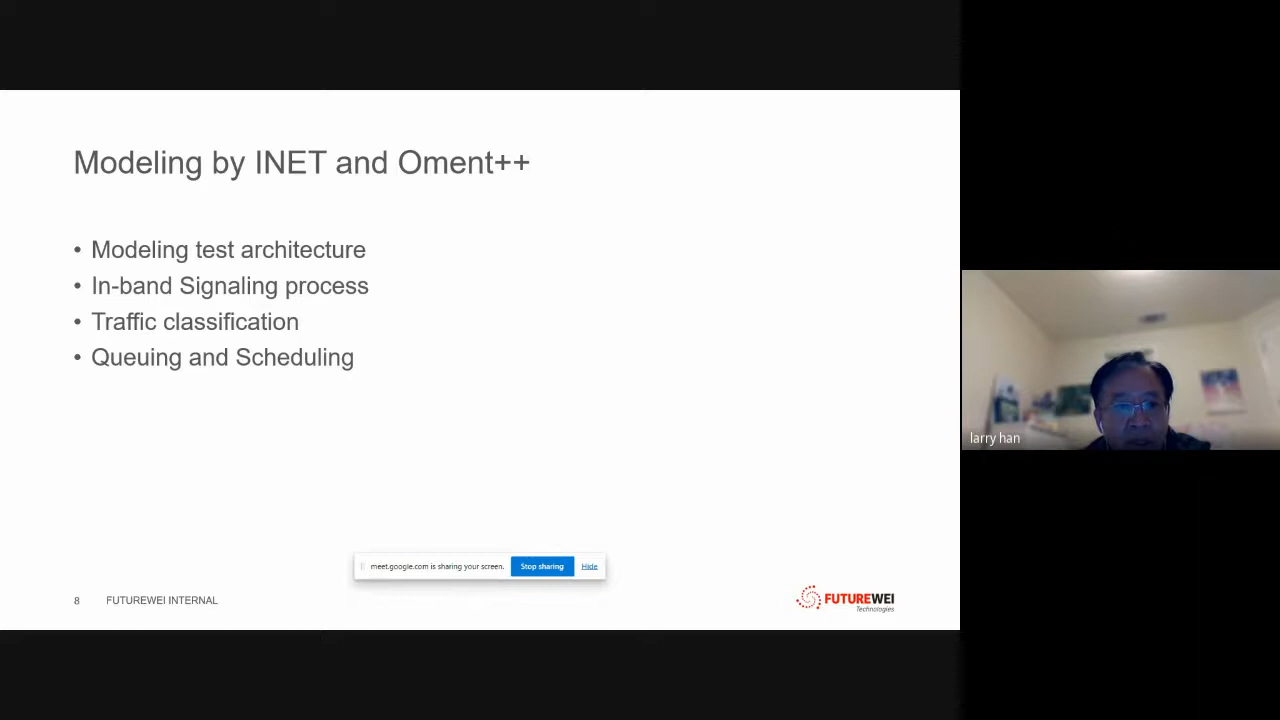 Modeling by INET and Oment++
• Modeling test architecture
• In-band Signaling process
• Traffic classification
• Queuing and Scheduling
larry han
meet.google.com is sharing your screen. Stop sharing Hide
8 FUTUREWEI INTERNAL
FUTUREWEI
Technologies